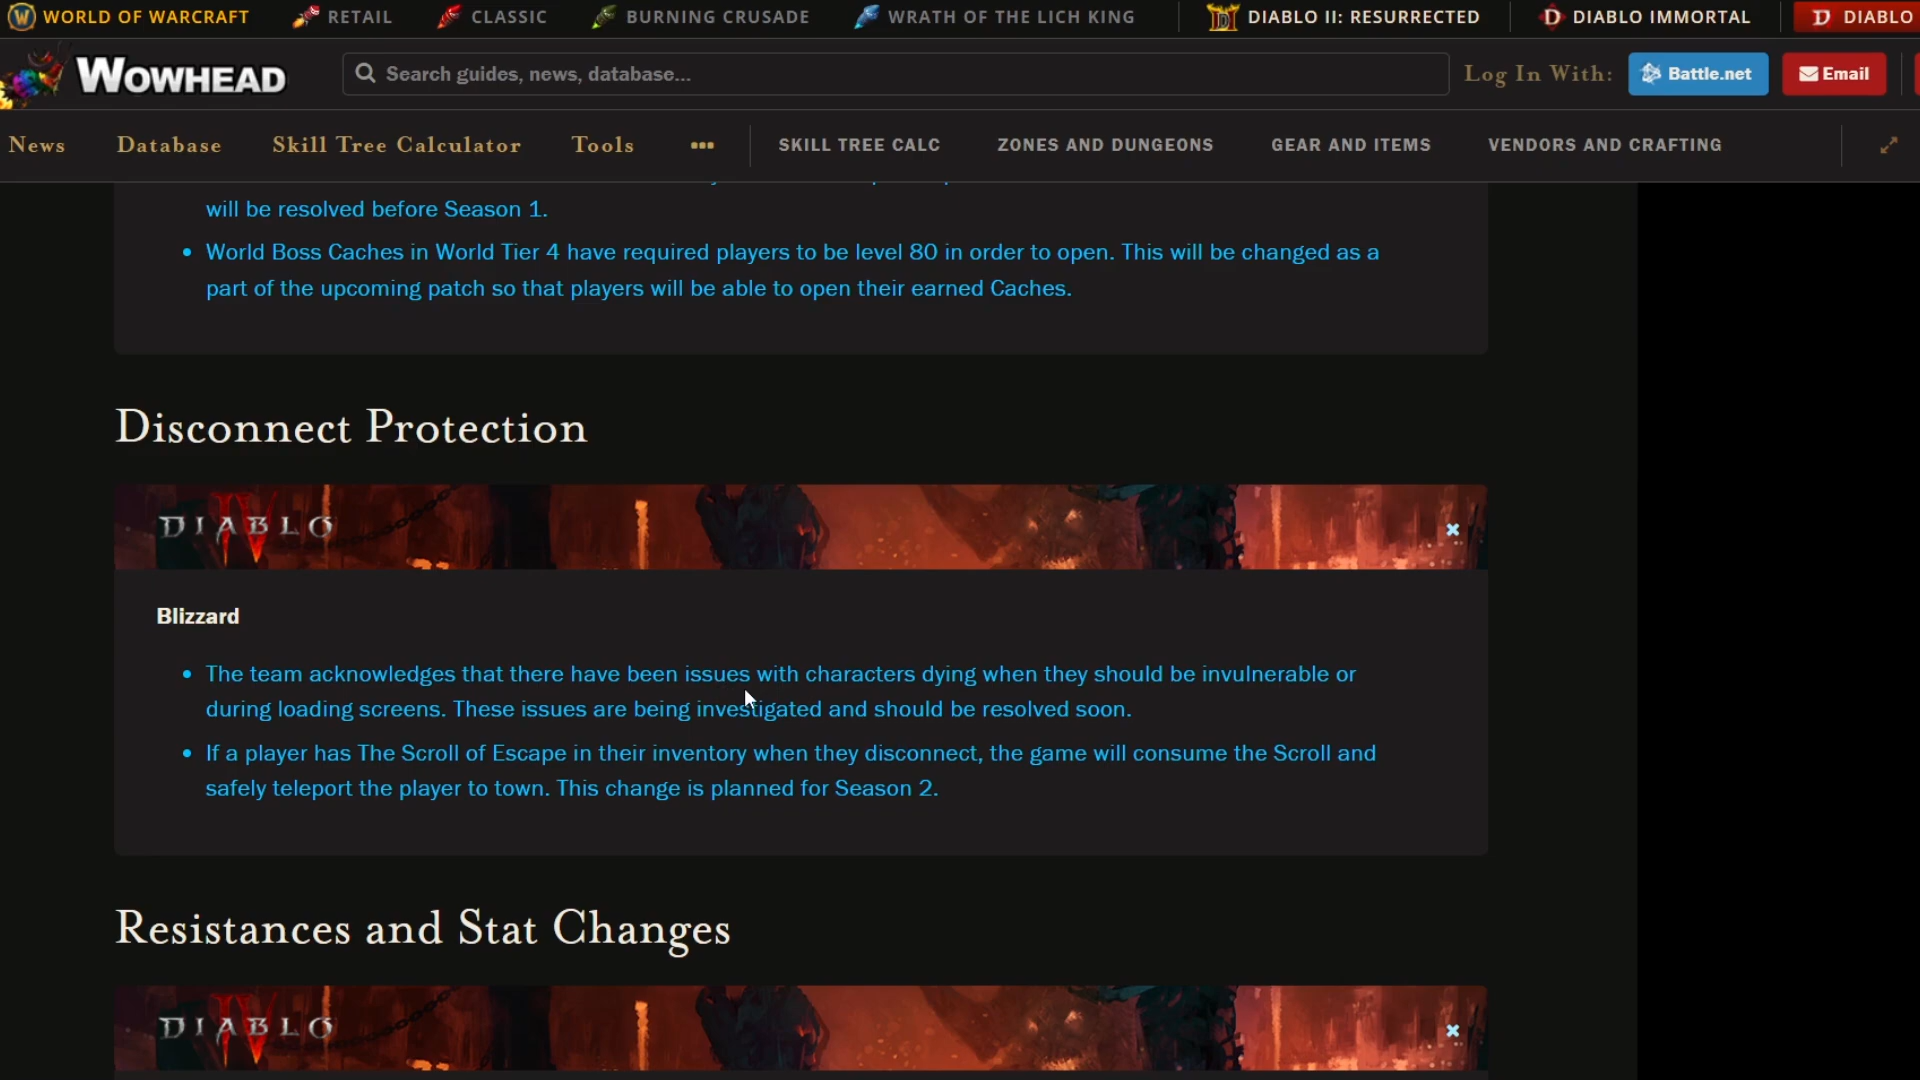 WORLD OF WARCRAFT RETAIL CLASSIC BURNING CRUSADE WRATH OF THE LICH KING DIABLO II: RESURRECTED DIABLO IMMORTAL DIABLO
WOWHEAD Search guides, news, database... Log In With: Battle.net Email
News Database Skill Tree Calculator Tools ••• SKILL TREE CALC ZONES AND DUNGEONS GEAR AND ITEMS VENDORS AND CRAFTING
will be resolved before Season 1.
• World Boss Caches in World Tier 4 have required players to be level 80 in order to open. This will be changed as a
part of the upcoming patch so that players will be able to open their earned Caches.
Disconnect Protection
DIABLO IV
Blizzard
• The team acknowledges that there have been issues with characters dying when they should be invulnerable or
during loading screens. These issues are being investigated and should be resolved soon.
• If a player has The Scroll of Escape in their inventory when they disconnect, the game will consume the Scroll and
safely teleport the player to town. This change is planned for Season 2.
Resistances and Stat Changes
DIABLO IV